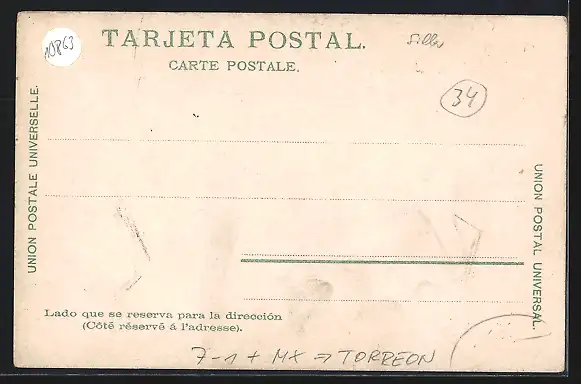 10863
TARJETA POSTAL.
CARTE POSTALE.
34
UNION POSTALE UNIVERSELLE.
UNION POSTAL UNIVERSAL.
Lado que se reserva para la dirección
(Côté réservé á l'adresse).
7-1 + MX ⇒ TORREON